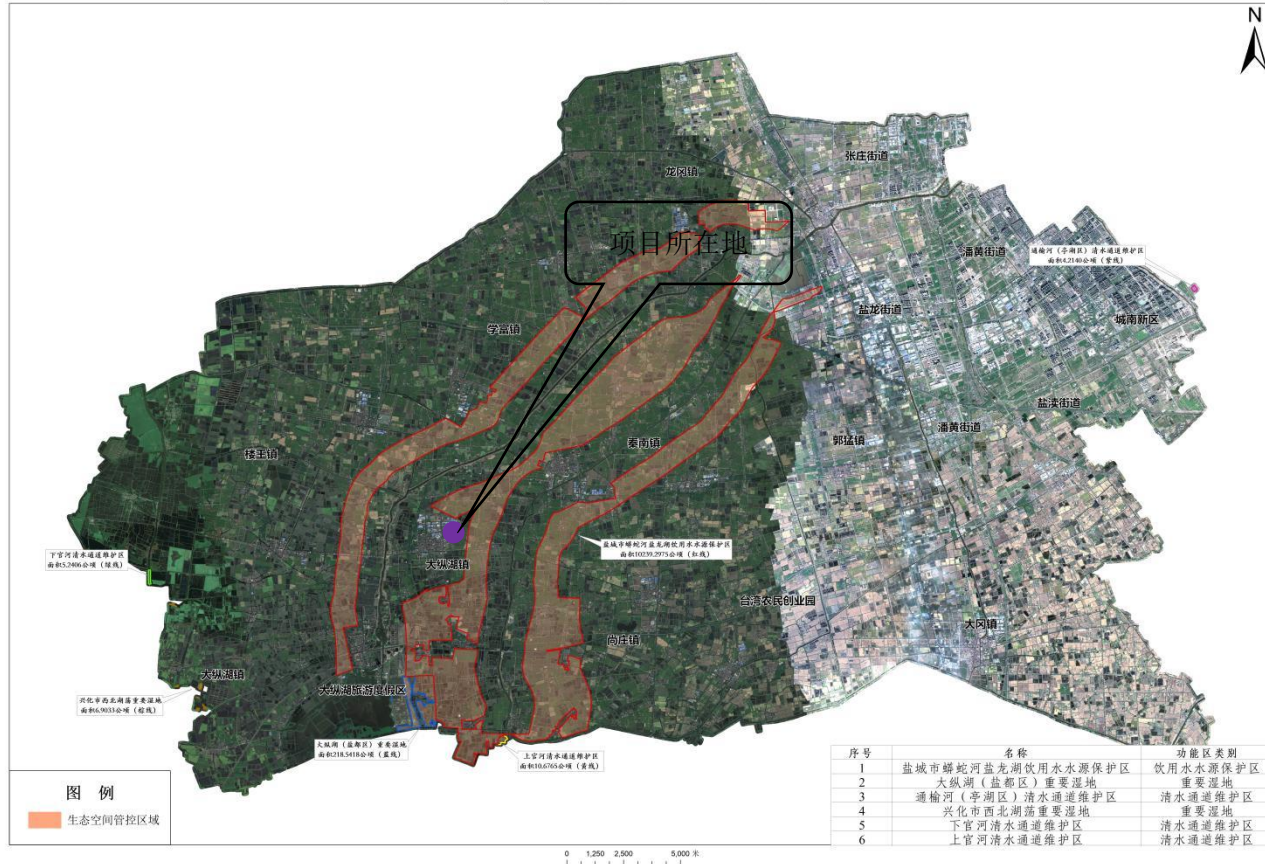 N
张庄街道
龙冈镇
项目所在地
潘黄街道
通榆河（亭湖区）清水通道维护区
面积4.2140公顷（紫线）
盐龙街道
城南新区
学富镇
盐渎街道
潘黄街道
秦南镇
郭猛镇
楼王镇
盐城市蟒蛇河盐龙湖饮用水水源保护区
面积10239.2975公顷（红线）
下官河清水通道维护区
面积5.2406公顷（绿线）
大纵湖镇
台湾农民创业园
大冈镇
尚庄镇
大纵湖镇
大纵湖旅游度假区
兴化市西北湖荡重要湿地
面积6.9033公顷（棕线）
大纵湖（盐都区）重要湿地
面积218.5418公顷（蓝线）
上官河清水通道维护区
面积10.6765公顷（黄线）
序号 名称 功能区类别
1 盐城市蟒蛇河盐龙湖饮用水水源保护区 饮用水水源保护区
2 大纵湖（盐都区）重要湿地 重要湿地
3 通榆河（亭湖区）清水通道维护区 清水通道维护区
4 兴化市西北湖荡重要湿地 重要湿地
5 下官河清水通道维护区 清水通道维护区
6 上官河清水通道维护区 清水通道维护区
图 例
生态空间管控区域
0 1,250 2,500 5,000 米